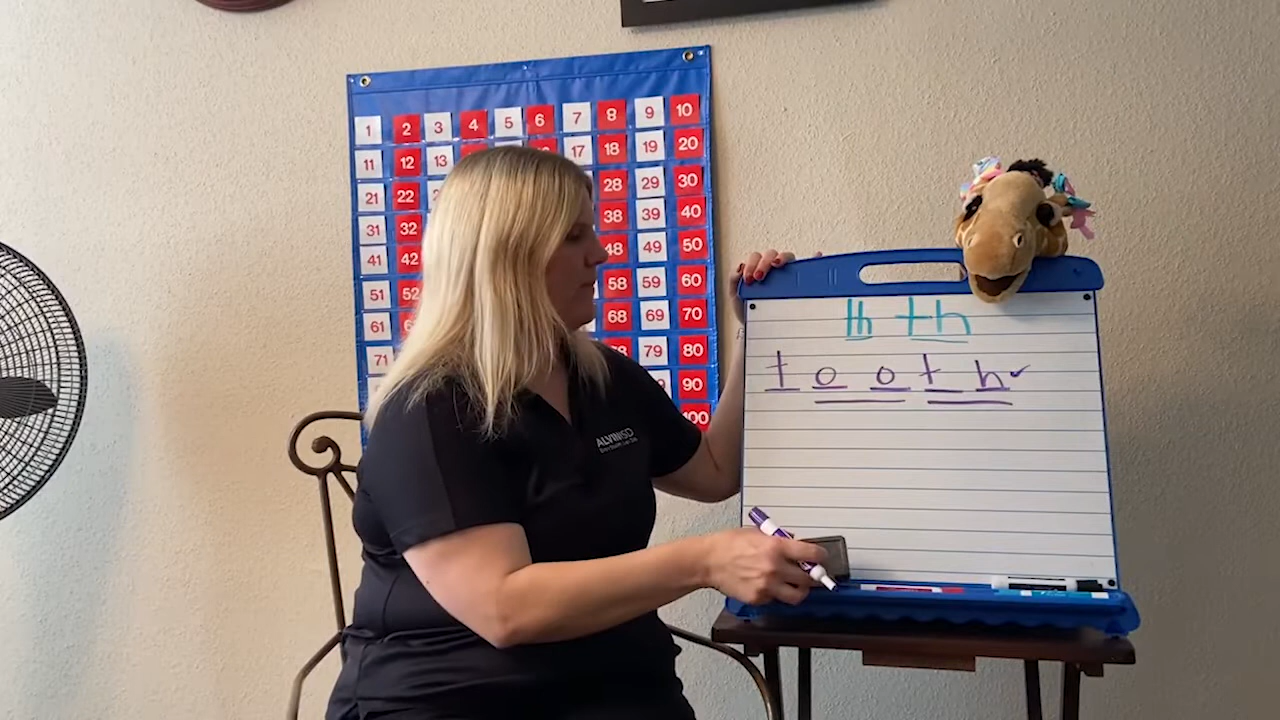 1 2 3 4 5 6 7 8 9 10
11 12 13 17 18 19 20
21 22 28 29 30
31 32 38 39 40
41 42 48 49 50
51 52 58 59 60
61 68 69 70
71 79 80
90
100
ALVIN ISD
th th
t o o t h ✓